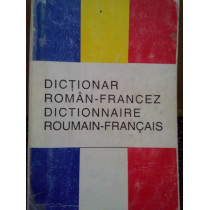 DICȚIONAR
ROMÂN-FRANCEZ
DICTIONNAIRE
ROUMAIN-FRANÇAIS